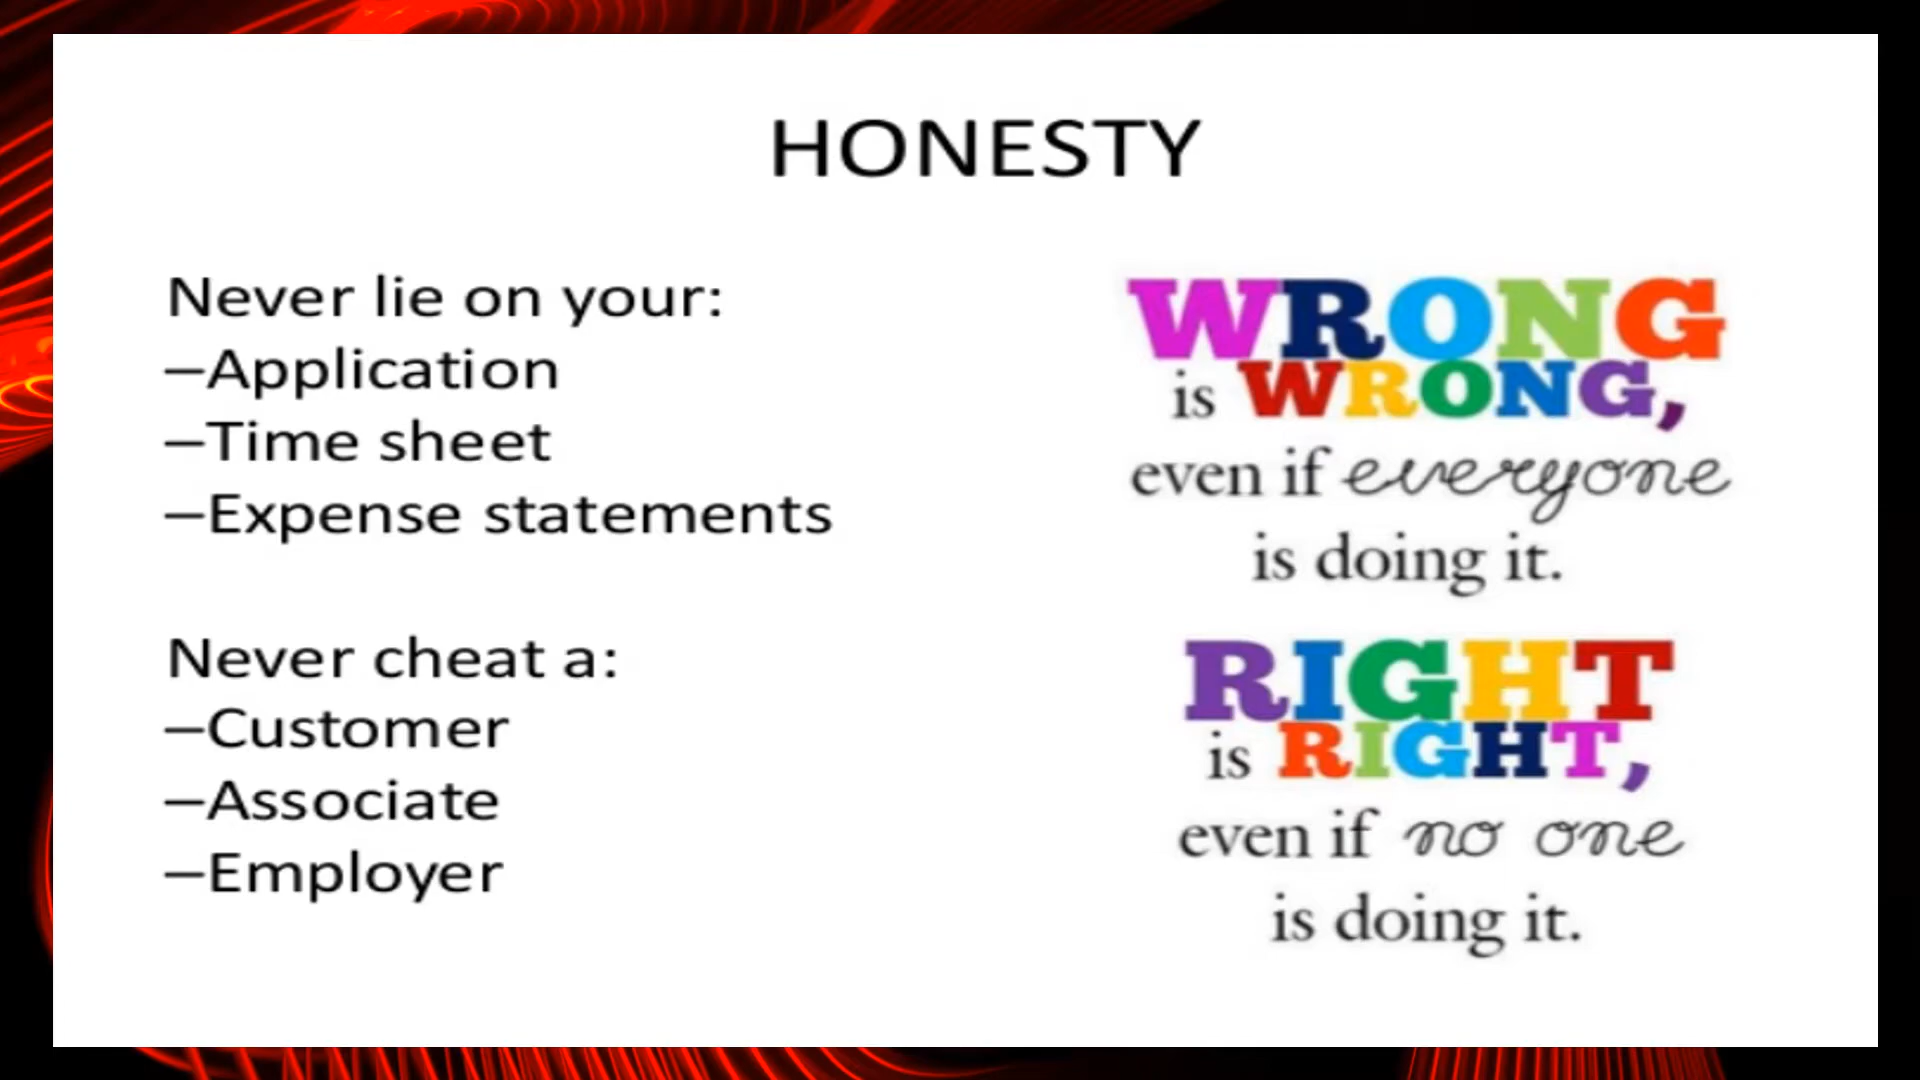 HONESTY
Never lie on your:
–Application
–Time sheet
–Expense statements
Never cheat a:
–Customer
–Associate
–Employer
WRONG
is WRONG,
even if everyone
is doing it.
RIGHT
is RIGHT,
even if no one
is doing it.